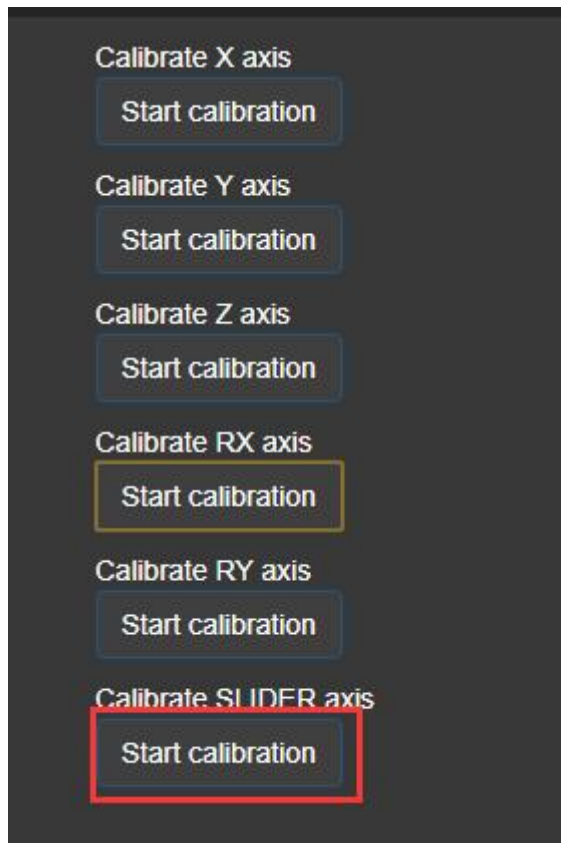 Calibrate X axis
Start calibration
Calibrate Y axis
Start calibration
Calibrate Z axis
Start calibration
Calibrate RX axis
Start calibration
Calibrate RY axis
Start calibration
Calibrate SLIDER axis
Start calibration